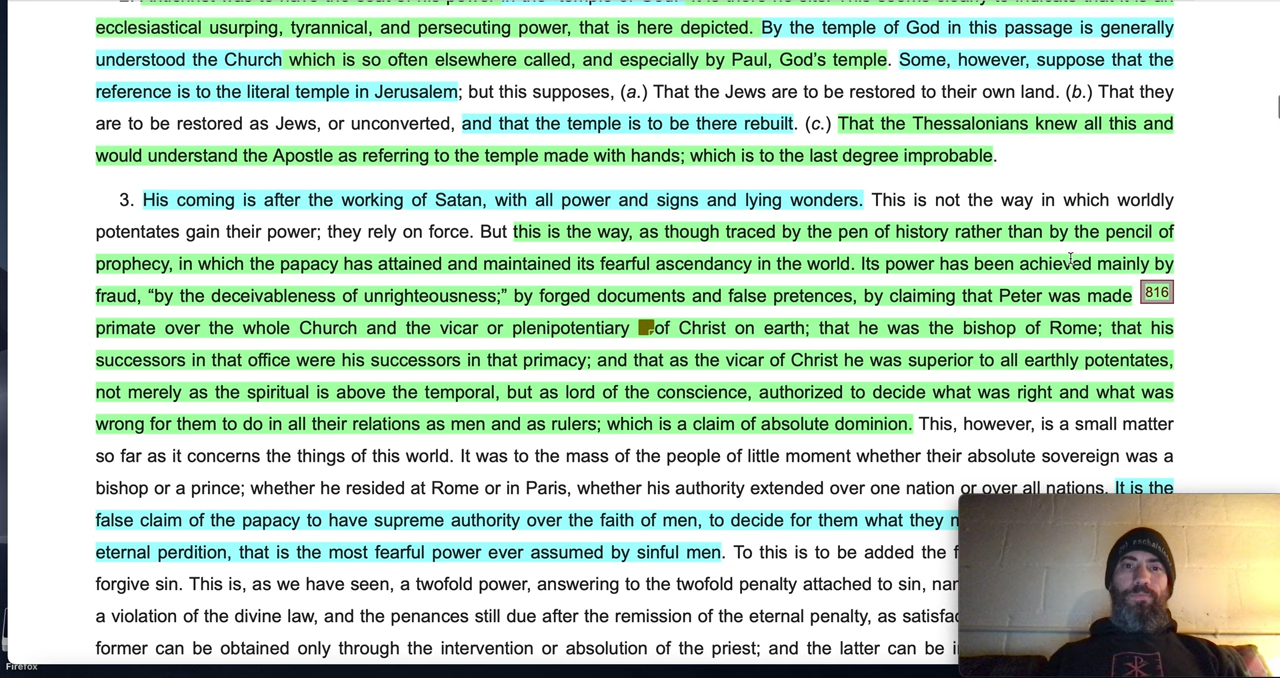 ecclesiastical usurping, tyrannical, and persecuting power, that is here depicted. By the temple of God in this passage is generally
understood the Church which is so often elsewhere called, and especially by Paul, God’s temple. Some, however, suppose that the
reference is to the literal temple in Jerusalem; but this supposes, (a.) That the Jews are to be restored to their own land. (b.) That they
are to be restored as Jews, or unconverted, and that the temple is to be there rebuilt. (c.) That the Thessalonians knew all this and
would understand the Apostle as referring to the temple made with hands; which is to the last degree improbable.
3. His coming is after the working of Satan, with all power and signs and lying wonders. This is not the way in which worldly
potentates gain their power; they rely on force. But this is the way, as though traced by the pen of history rather than by the pencil of
prophecy, in which the papacy has attained and maintained its fearful ascendancy in the world. Its power has been achieved mainly by
fraud, “by the deceivableness of unrighteousness;” by forged documents and false pretences, by claiming that Peter was made 816
primate over the whole Church and the vicar or plenipotentiary of Christ on earth; that he was the bishop of Rome; that his
successors in that office were his successors in that primacy; and that as the vicar of Christ he was superior to all earthly potentates,
not merely as the spiritual is above the temporal, but as lord of the conscience, authorized to decide what was right and what was
wrong for them to do in all their relations as men and as rulers; which is a claim of absolute dominion. This, however, is a small matter
so far as it concerns the things of this world. It was to the mass of the people of little moment whether their absolute sovereign was a
bishop or a prince; whether he resided at Rome or in Paris, whether his authority extended over one nation or over all nations. It is the
false claim of the papacy to have supreme authority over the faith of men, to decide for them what they
eternal perdition, that is the most fearful power ever assumed by sinful men. To this is to be added the
forgive sin. This is, as we have seen, a twofold power, answering to the twofold penalty attached to sin,
a violation of the divine law, and the penances still due after the remission of the eternal penalty, as
former can be obtained only through the intervention or absolution of the priest; and the latter can be
Firefox